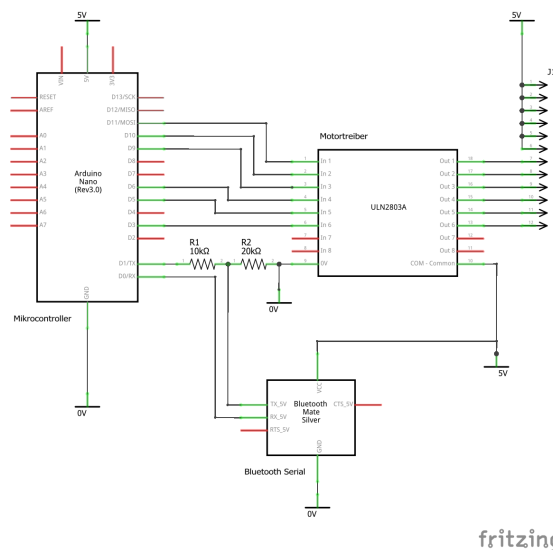 5V
5V
J1
VIN
5V
3V3
RESET
AREF
A0
A1
A2
A3
A4
A5
A6
A7
Arduino
Nano
(Rev3.0)
D13/SCK
D12/MISO
D11/MOSI
D10
D9
D8
D7
D6
D5
D4
D3
D2
D1/TX
D0/RX
GND
Mikrocontroller
0V
R1
10kΩ
R2
20kΩ
0V
Motortreiber
In 1
In 2
In 3
In 4
In 5
In 6
In 7
In 8
0V
ULN2803A
Out 1
Out 2
Out 3
Out 4
Out 5
Out 6
Out 7
Out 8
COM - Common
5V
VCC
TX_5V
RX_5V
RTS_5V
Bluetooth
Mate
Silver
CTS_5V
GND
Bluetooth Serial
0V
fritzing